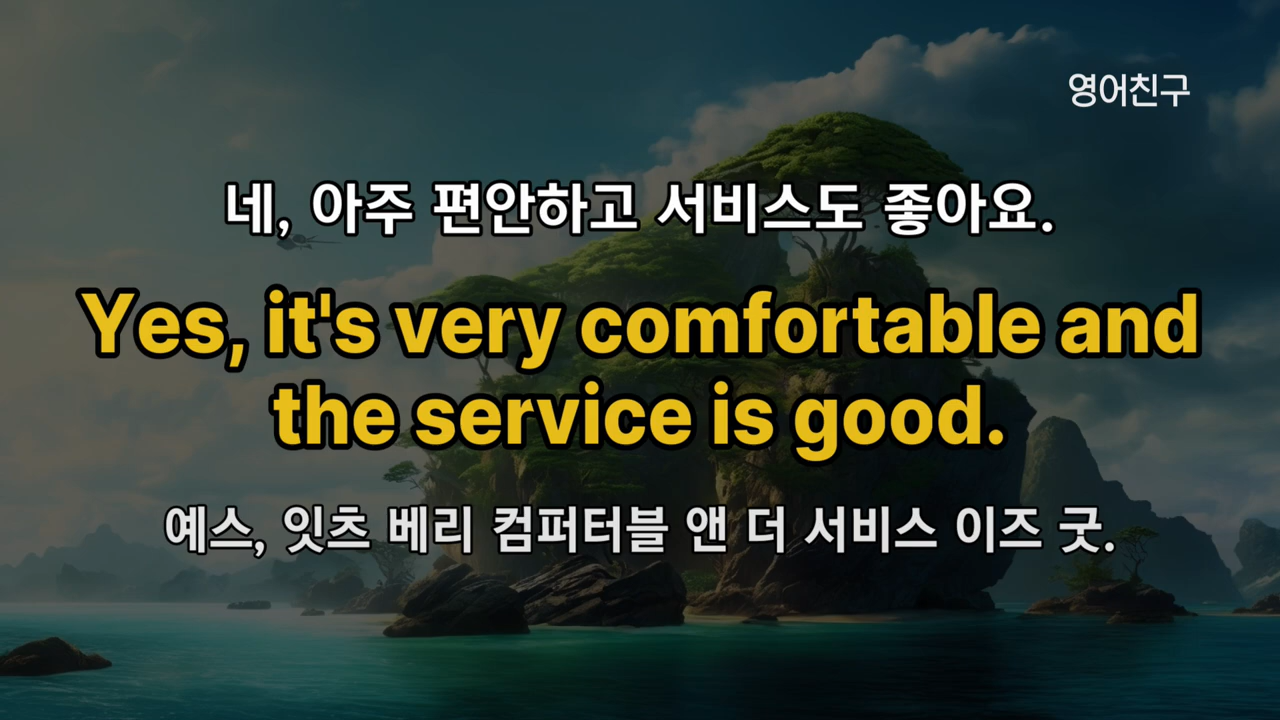 영어친구
네, 아주 편안하고 서비스도 좋아요.
Yes, it's very comfortable and
the service is good.
예스, 잇츠 베리 컴퍼터블 앤 더 서비스 이즈 굿.